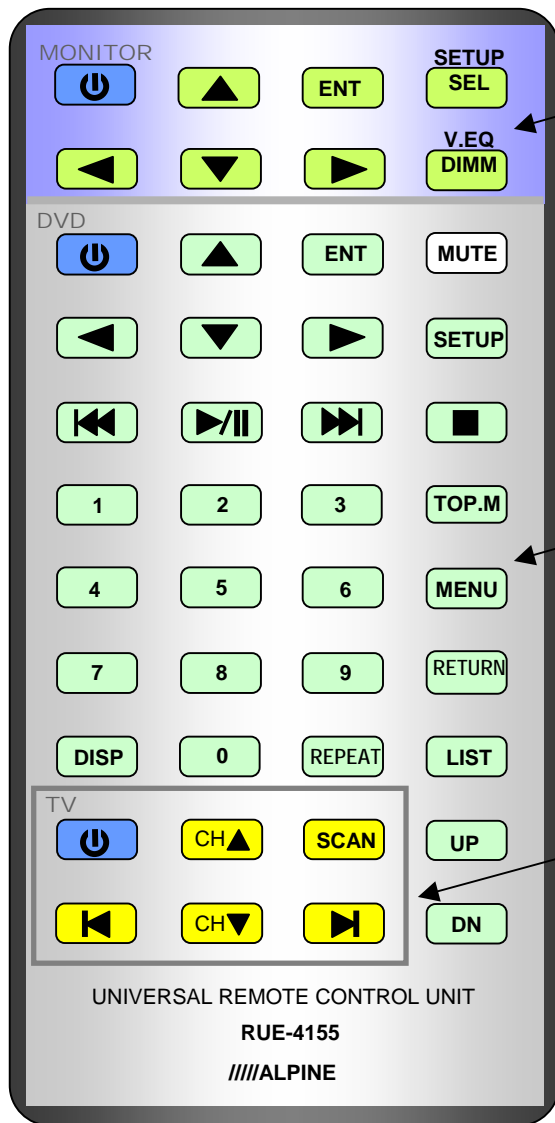 MONITOR
SETUP
ENT SEL
V.EQ
DIMM
DVD
ENT MUTE
SETUP
1 2 3 TOP.M
4 5 6 MENU
7 8 9 RETURN
DISP 0 REPEAT LIST
TV
CH SCAN UP
CH DN
UNIVERSAL REMOTE CONTROL UNIT
RUE-4155
/////ALPINE